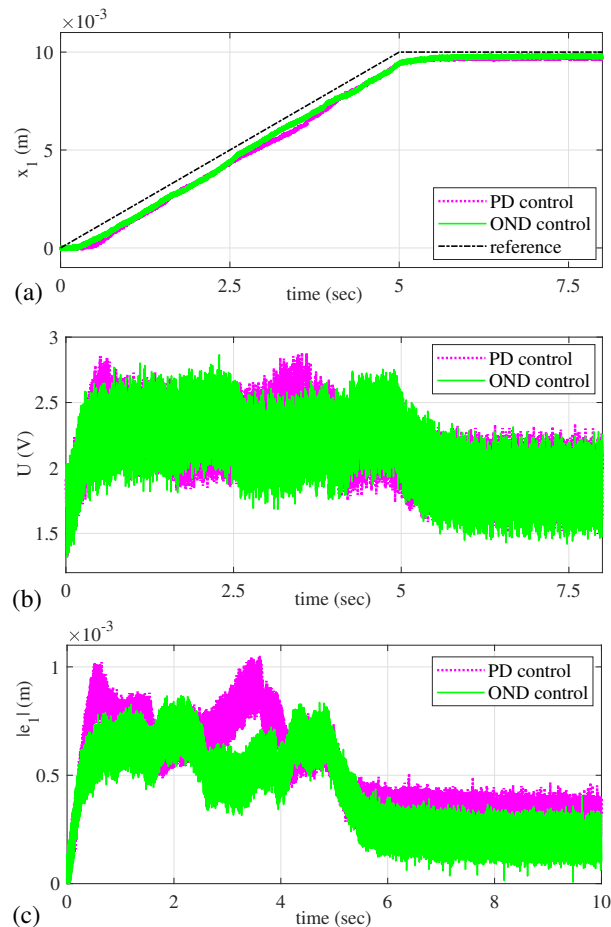 ×10⁻³
10
5
0
x₁ (m)
PD control
OND control
reference
0 2.5 5 7.5
time (sec)
(a)
3
2.5
2
1.5
U (V)
PD control
OND control
0 2.5 5 7.5
time (sec)
(b)
×10⁻³
1
0.5
0
|e₁| (m)
PD control
OND control
0 2 4 6 8 10
time (sec)
(c)